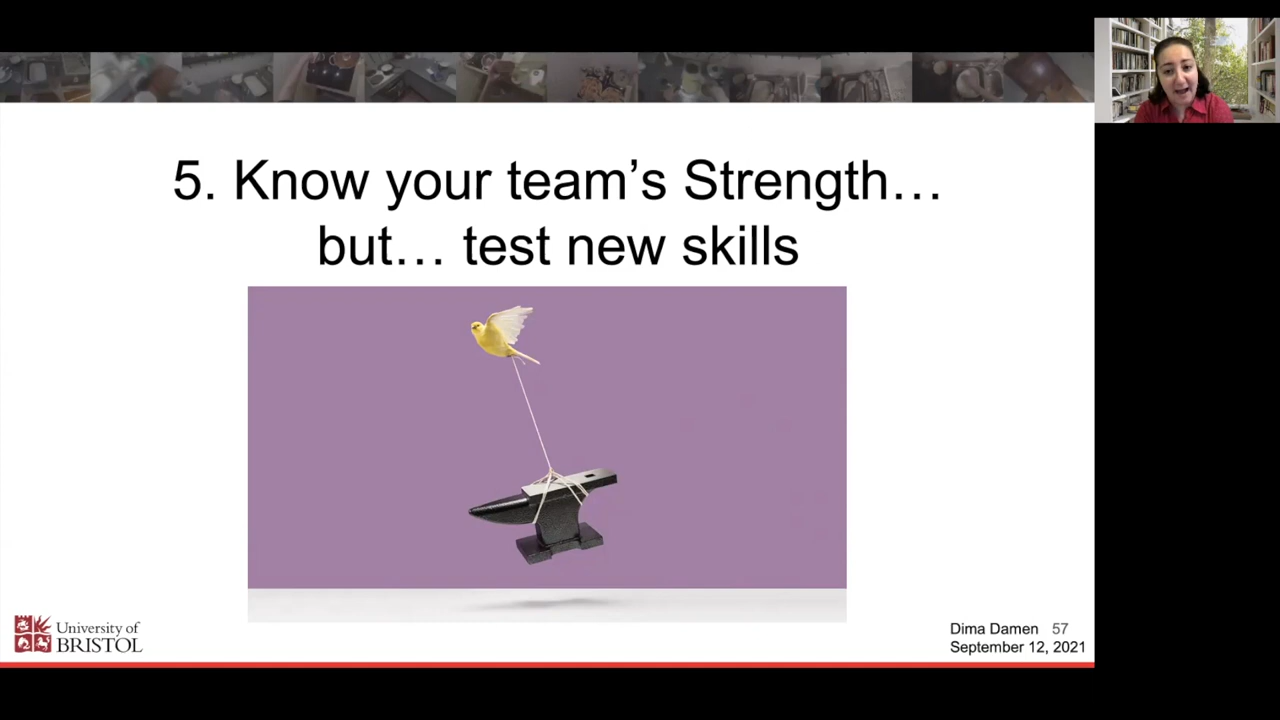 5. Know your team’s Strength…
but… test new skills
University of
BRISTOL
Dima Damen 57
September 12, 2021